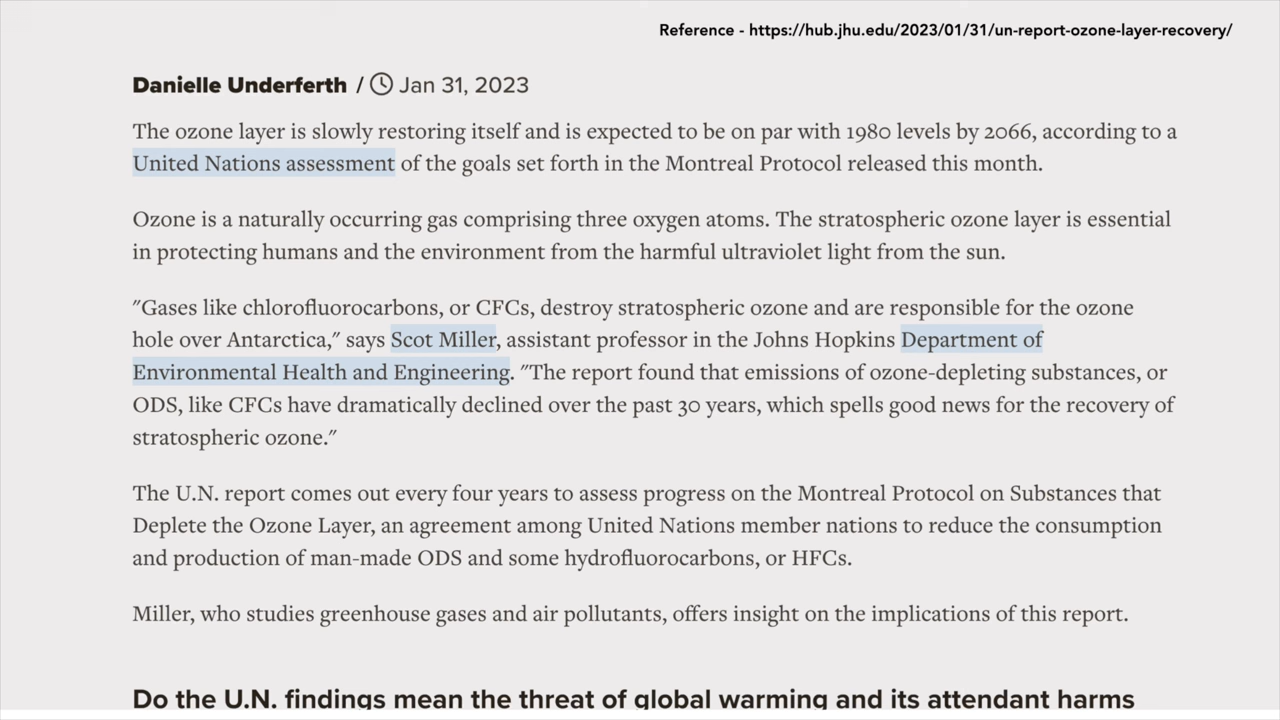 Reference - https://hub.jhu.edu/2023/01/31/un-report-ozone-layer-recovery/
Danielle Underferth / Jan 31, 2023
The ozone layer is slowly restoring itself and is expected to be on par with 1980 levels by 2066, according to a
United Nations assessment of the goals set forth in the Montreal Protocol released this month.
Ozone is a naturally occurring gas comprising three oxygen atoms. The stratospheric ozone layer is essential
in protecting humans and the environment from the harmful ultraviolet light from the sun.
"Gases like chlorofluorocarbons, or CFCs, destroy stratospheric ozone and are responsible for the ozone
hole over Antarctica," says Scot Miller, assistant professor in the Johns Hopkins Department of
Environmental Health and Engineering. "The report found that emissions of ozone-depleting substances, or
ODS, like CFCs have dramatically declined over the past 30 years, which spells good news for the recovery of
stratospheric ozone."
The U.N. report comes out every four years to assess progress on the Montreal Protocol on Substances that
Deplete the Ozone Layer, an agreement among United Nations member nations to reduce the consumption
and production of man-made ODS and some hydrofluorocarbons, or HFCs.
Miller, who studies greenhouse gases and air pollutants, offers insight on the implications of this report.
Do the U.N. findings mean the threat of global warming and its attendant harms